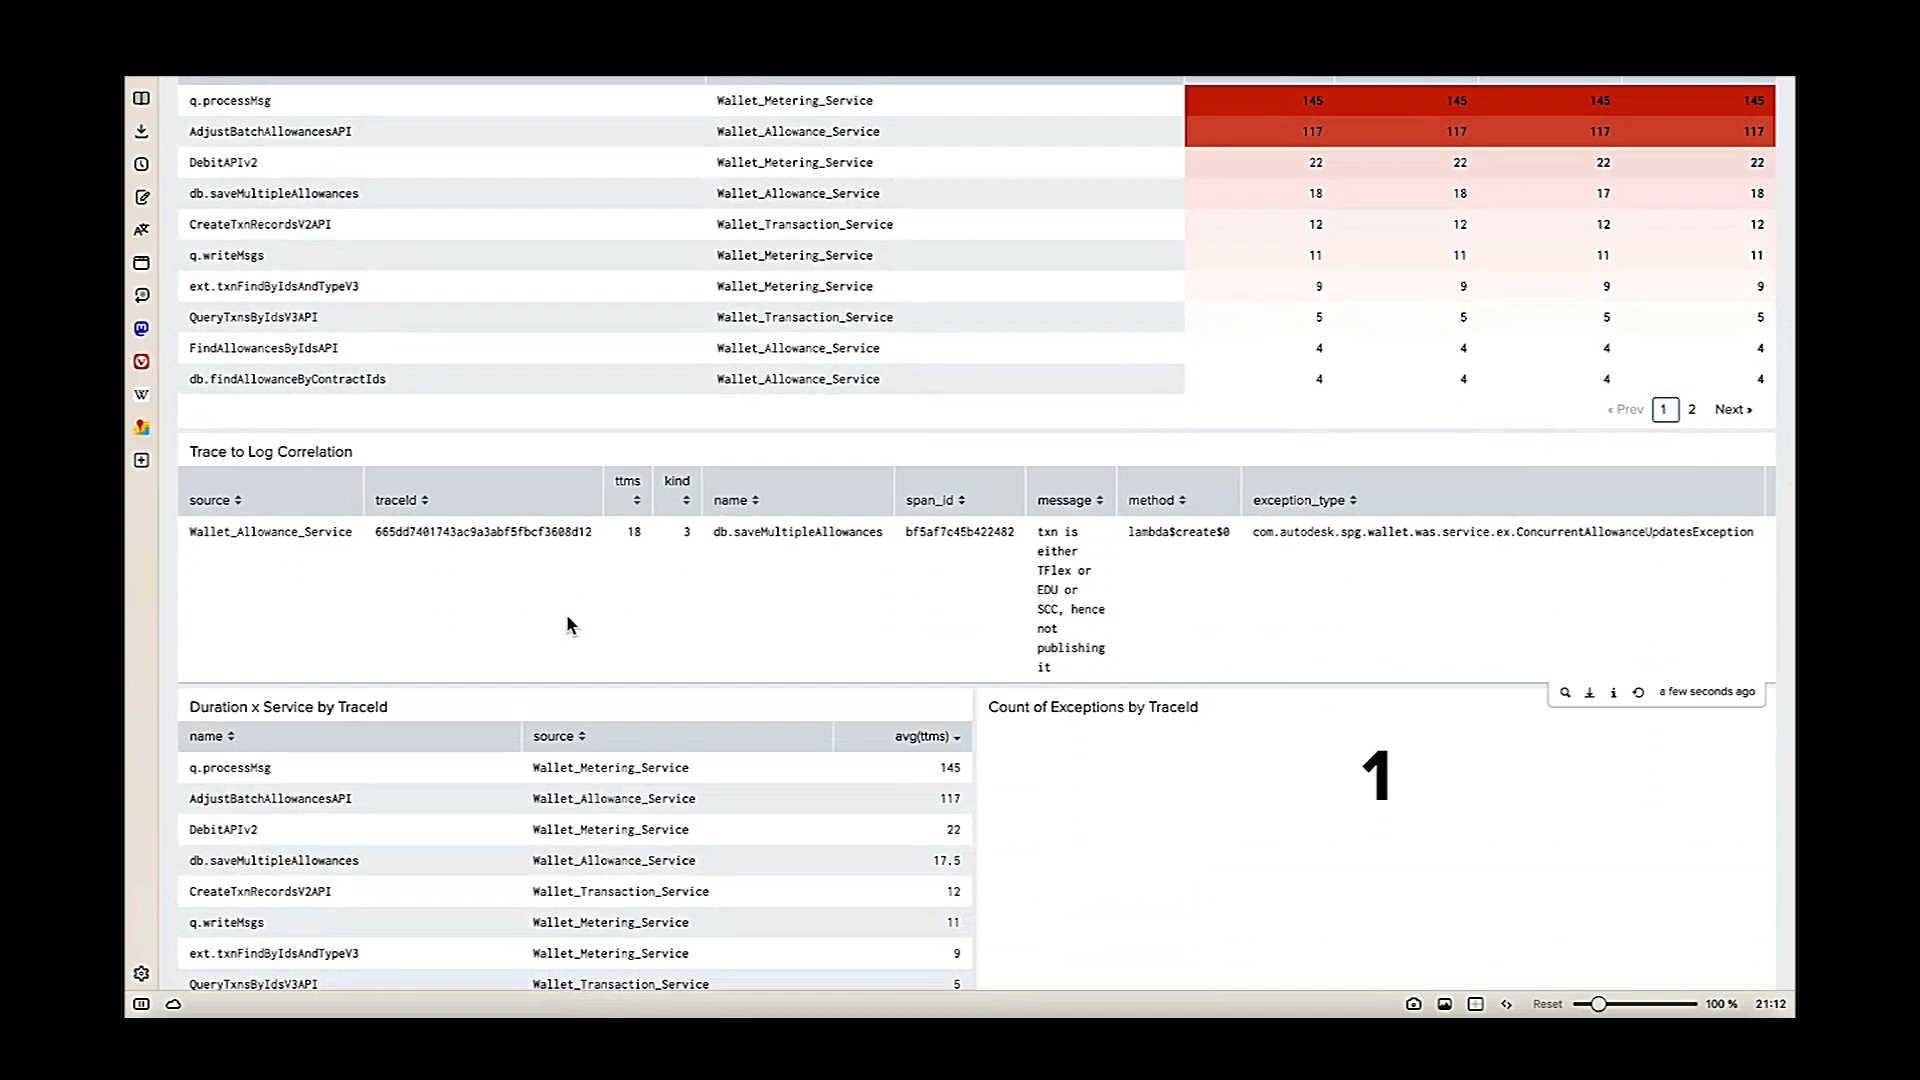 q.processMsg Wallet_Metering_Service 145 145 145 145
AdjustBatchAllowancesAPI Wallet_Allowance_Service 117 117 117 117
DebitAPIv2 Wallet_Metering_Service 22 22 22 22
db.saveMultipleAllowances Wallet_Allowance_Service 18 18 17 18
CreateTxnRecordsV2API Wallet_Transaction_Service 12 12 12 12
q.writeMsgs Wallet_Metering_Service 11 11 11 11
ext.txnFindByIdsAndTypeV3 Wallet_Metering_Service 9 9 9 9
QueryTxnsByIdsV3API Wallet_Transaction_Service 5 5 5 5
FindAllowancesByIdsAPI Wallet_Allowance_Service 4 4 4 4
db.findAllowanceByContractIds Wallet_Allowance_Service 4 4 4 4
« Prev 1 2 Next »
Trace to Log Correlation
source traceId ttms kind name span_id message method exception_type
Wallet_Allowance_Service 665dd7401743ac9a3abf5fbcf3608d12 18 3 db.saveMultipleAllowances bf5af7c45b422482 txn is lambda$create$0 com.autodesk.spg.wallet.was.service.ex.ConcurrentAllowanceUpdatesException
either
TFlex or
EDU or
SCC, hence
not
publishing
it
a few seconds ago
Duration x Service by TraceId
name source avg(ttms)
q.processMsg Wallet_Metering_Service 145
AdjustBatchAllowancesAPI Wallet_Allowance_Service 117
DebitAPIv2 Wallet_Metering_Service 22
db.saveMultipleAllowances Wallet_Allowance_Service 17.5
CreateTxnRecordsV2API Wallet_Transaction_Service 12
q.writeMsgs Wallet_Metering_Service 11
ext.txnFindByIdsAndTypeV3 Wallet_Metering_Service 9
QueryTxnsByIdsV3API Wallet_Transaction_Service 5
Count of Exceptions by TraceId
1
Reset 100 % 21:12